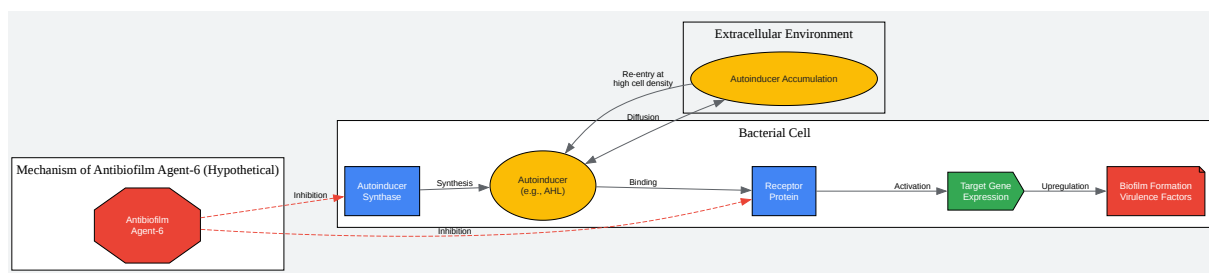 Extracellular Environment
Autoinducer Accumulation
Re-entry at
high cell density
Diffusion
Bacterial Cell
Mechanism of Antibiofilm Agent-6 (Hypothetical)
Antibiofilm
Agent-6
Inhibition
Inhibition
Autoinducer
Synthase
Synthesis
Autoinducer
(e.g., AHL)
Binding
Receptor
Protein
Activation
Target Gene
Expression
Upregulation
Biofilm Formation
Virulence Factors